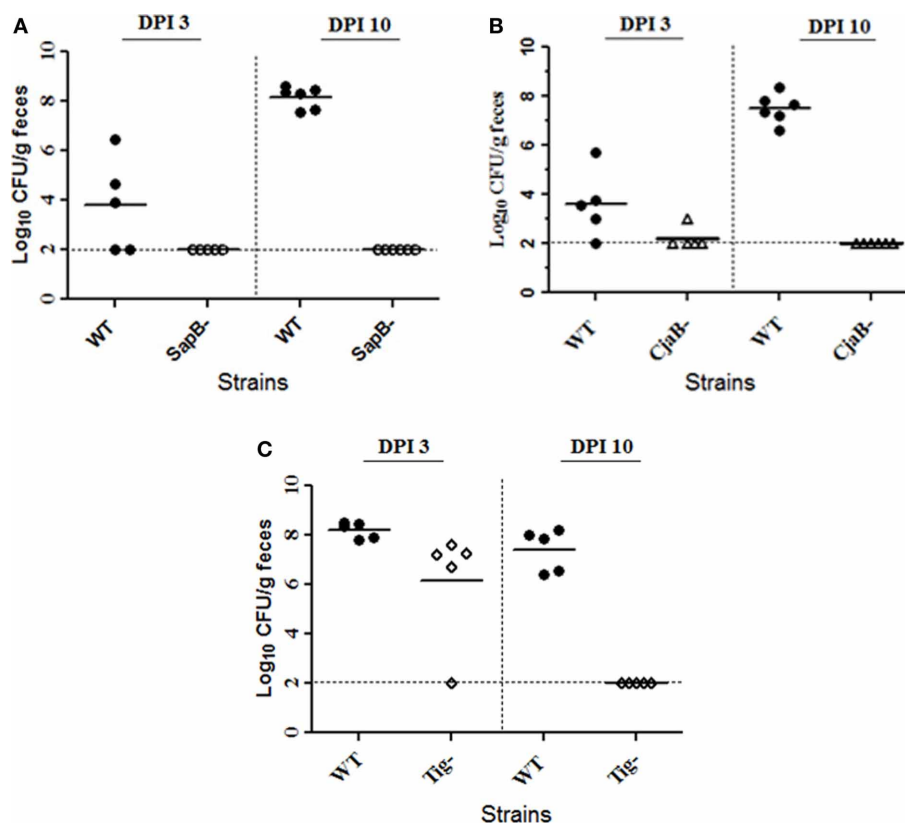 A
DPI 3
DPI 10
Log10 CFU/g feces
10
8
6
4
2
0
WT
SapB-
WT
SapB-
Strains
B
DPI 3
DPI 10
Log10 CFU/g feces
10
8
6
4
2
0
WT
CjaB-
WT
CjaB-
Strains
C
DPI 3
DPI 10
Log10 CFU/g feces
10
8
6
4
2
0
WT
Tig-
WT
Tig-
Strains